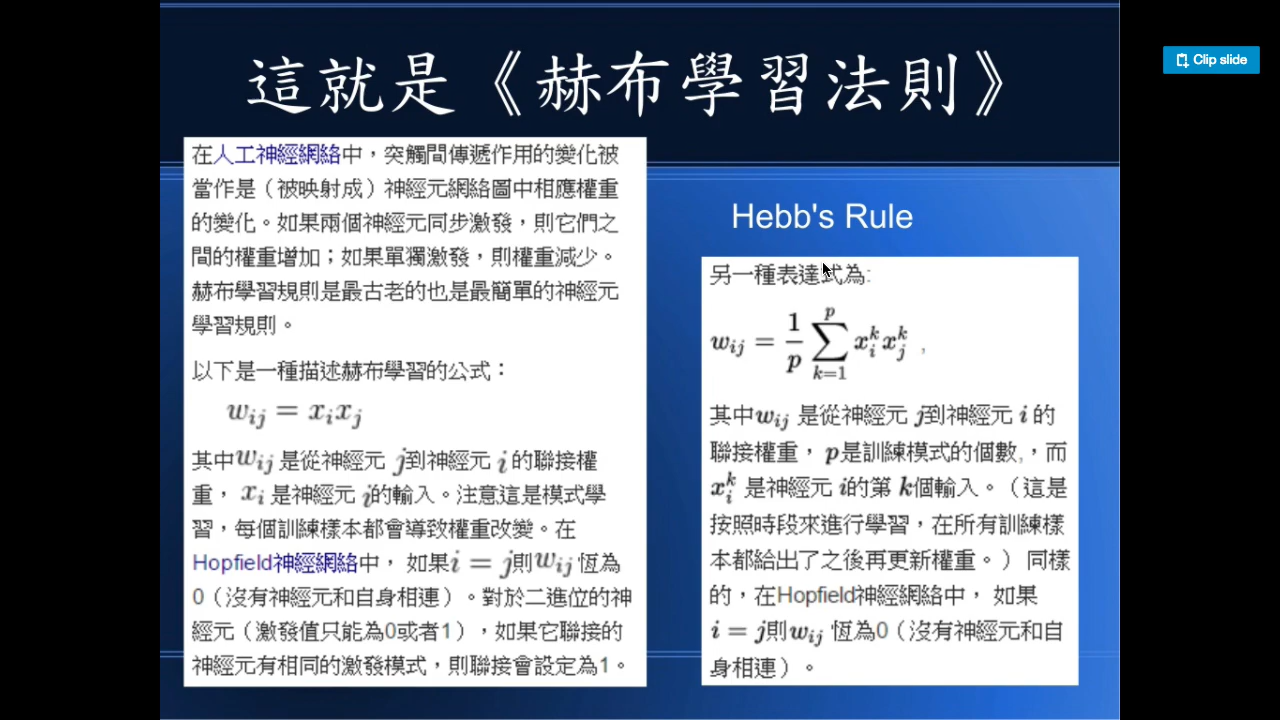 這就是《赫布學習法則》
Clip slide
在人工神經網絡中，突觸間傳遞作用的變化被
當作是（被映射成）神經元網絡圖中相應權重
的變化。如果兩個神經元同步激發，則它們之
間的權重增加；如果單獨激發，則權重減少。
赫布學習規則是最古老的也是最簡單的神經元
學習規則。
以下是一種描述赫布學習的公式：
w_{ij} = x_i x_j
其中w_{ij} 是從神經元 j到神經元 i 的聯接權
重， x_i 是神經元 i的輸入。注意這是模式學
習，每個訓練樣本都會導致權重改變。在
Hopfield神經網絡中， 如果i = j則w_{ij} 恆為
0（沒有神經元和自身相連）。對於二進位的神
經元（激發值只能為0或者1），如果它聯接的
神經元有相同的激發模式，則聯接會設定為1。
Hebb's Rule
另一種表達式為:
w_{ij} = \frac{1}{p} \sum_{k=1}^{p} x_i^k x_j^k ,
其中w_{ij} 是從神經元 j到神經元 i 的
聯接權重， p是訓練模式的個數,，而
x_i^k 是神經元 i的第 k個輸入。（這是
按照時段來進行學習，在所有訓練樣
本都給出了之後再更新權重。） 同樣
的，在Hopfield神經網絡中， 如果
i = j則w_{ij} 恆為0（沒有神經元和自
身相連）。